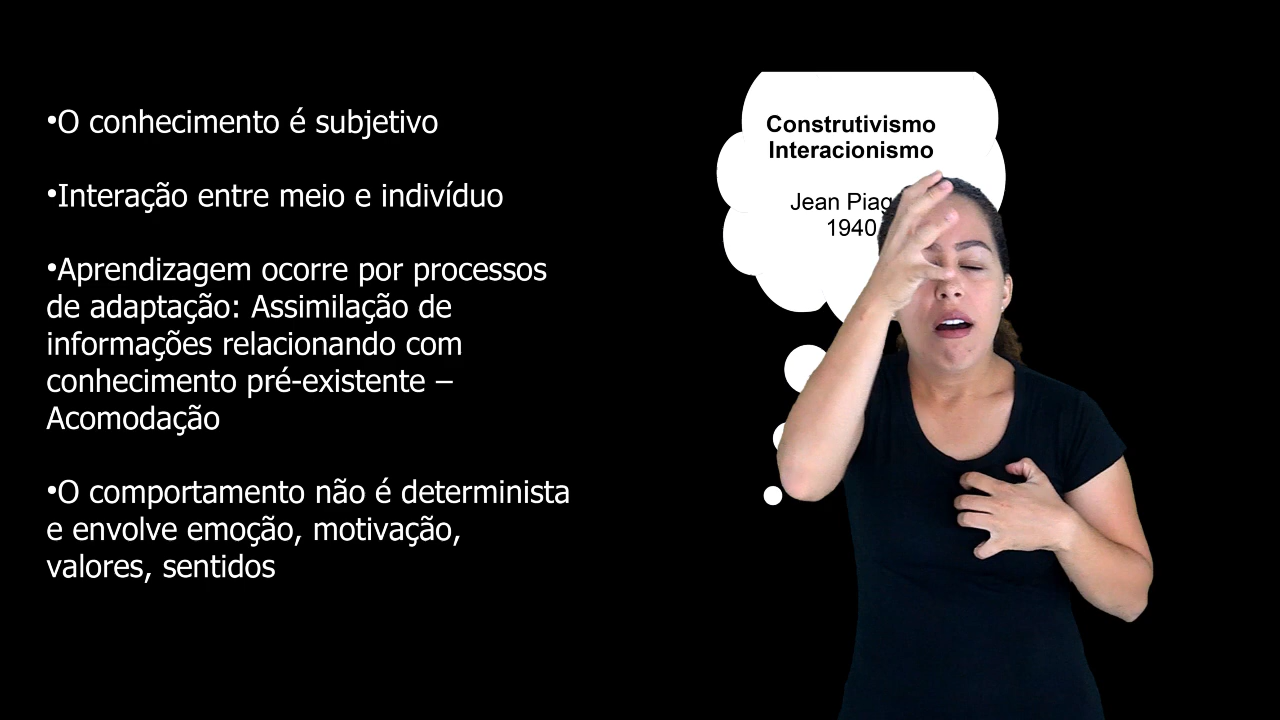 •O conhecimento é subjetivo
•Interação entre meio e indivíduo
•Aprendizagem ocorre por processos
de adaptação: Assimilação de
informações relacionando com
conhecimento pré-existente –
Acomodação
•O comportamento não é determinista
e envolve emoção, motivação,
valores, sentidos
Construtivismo
Interacionismo
Jean
1940